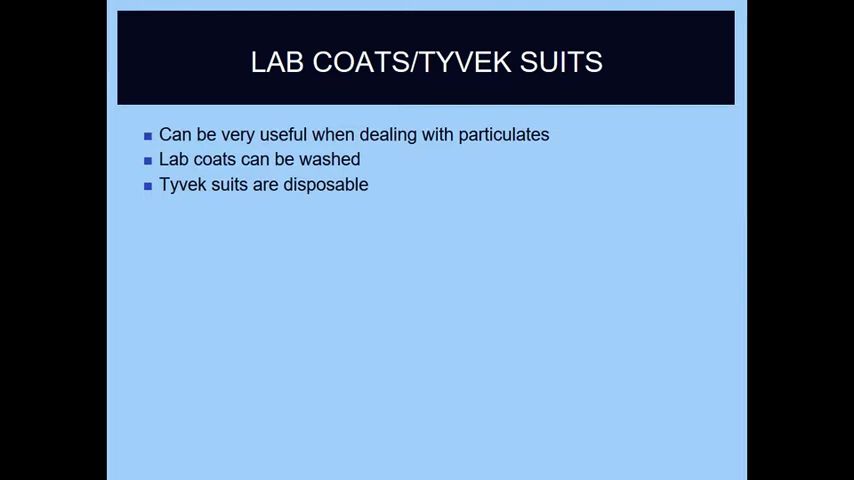 LAB COATS/TYVEK SUITS
Can be very useful when dealing with particulates
Lab coats can be washed
Tyvek suits are disposable